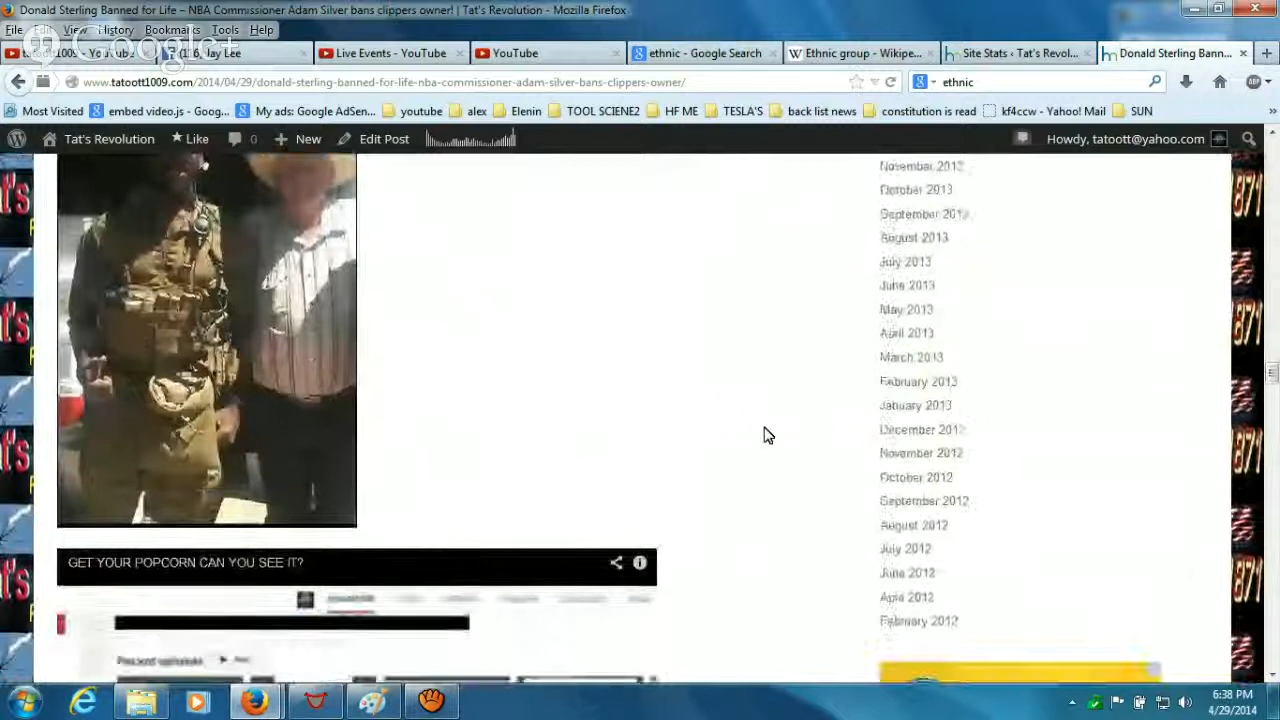 Donald Sterling Banned for Life – NBA Commissioner Adam Silver bans clippers owner! | Tat's Revolution - Mozilla Firefox
File Edit View History Bookmarks Tools Help
Google+
Jay Lee
Live Events - YouTube
YouTube
ethnic - Google Search
Ethnic group - Wikipe...
Site Stats ‹ Tat's Revol...
Donald Sterling Bann...
www.tatoott1009.com/2014/04/29/donald-sterling-banned-for-life-nba-commissioner-adam-silver-bans-clippers-owner/
ethnic
Most Visited
embed video.js - Goog...
My ads: Google AdSen...
youtube
alex
Elenin
TOOL SCIENE2
HF ME
TESLA'S
back list news
constitution is read
kf4ccw - Yahoo! Mail
SUN
Tat's Revolution
Like
0
New
Edit Post
Howdy, tatoott@yahoo.com
November 2013
October 2013
September 2013
August 2013
July 2013
June 2013
May 2013
April 2013
March 2013
February 2013
January 2013
December 2012
November 2012
October 2012
September 2012
August 2012
July 2012
June 2012
February 2012
GET YOUR POPCORN CAN YOU SEE IT?
6:38 PM
4/29/2014